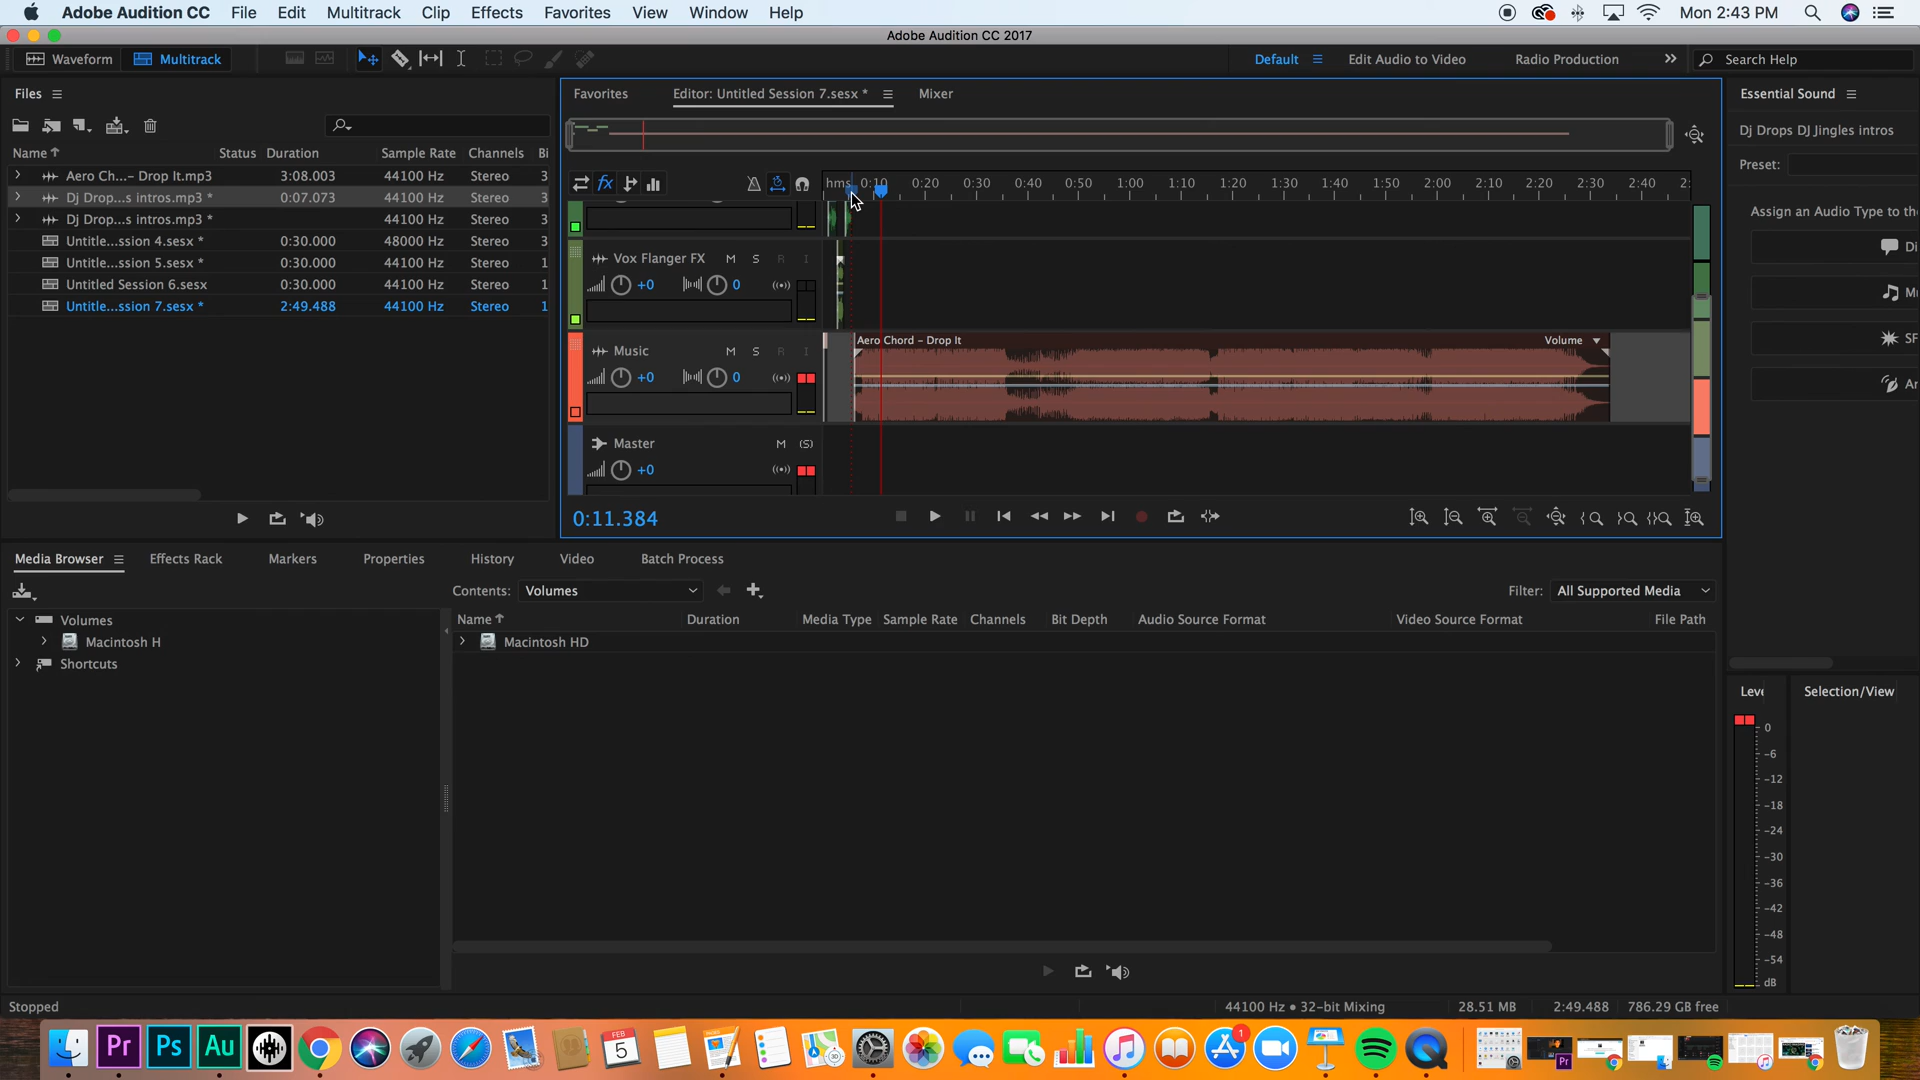 Adobe Audition CC File Edit Multitrack Clip Effects Favorites View Window Help Mon 2:43 PM
Adobe Audition CC 2017
Waveform Multitrack Default Edit Audio to Video Radio Production Search Help
Files Favorites Editor: Untitled Session 7.sesx * Mixer Essential Sound
Dj Drops DJ Jingles intros
Name Status Duration Sample Rate Channels Bi
Preset:
Aero Ch...- Drop It.mp3 3:08.003 44100 Hz Stereo 3
Dj Drop...s intros.mp3 * 0:07.073 44100 Hz Stereo 3
Dj Drop...s intros.mp3 * 44100 Hz Stereo 3
Untitle...ssion 4.sesx * 0:30.000 48000 Hz Stereo 3
Untitle...ssion 5.sesx * 0:30.000 44100 Hz Stereo 1
Untitled Session 6.sesx 0:30.000 44100 Hz Stereo 1
Untitle...ssion 7.sesx * 2:49.488 44100 Hz Stereo 1
fx hms 0:10 0:20 0:30 0:40 0:50 1:00 1:10 1:20 1:30 1:40 1:50 2:00 2:10 2:20 2:30 2:40 2:
Assign an Audio Type to the
Di
Mu
SF
Ar
Vox Flanger FX M S R I
+0 0
Aero Chord - Drop It Volume
Music M S R I
+0 0
Master M (S)
+0
0:11.384
Media Browser Effects Rack Markers Properties History Video Batch Process
Contents: Volumes Filter: All Supported Media
Volumes
Macintosh H
Shortcuts
Name Duration Media Type Sample Rate Channels Bit Depth Audio Source Format Video Source Format File Path
Macintosh HD
Leve Selection/View
0
-6
-12
-18
-24
-30
-36
-42
-48
-54
dB
Stopped 44100 Hz • 32-bit Mixing 28.51 MB 2:49.488 786.29 GB free
Pr Ps Au FEB 5 1